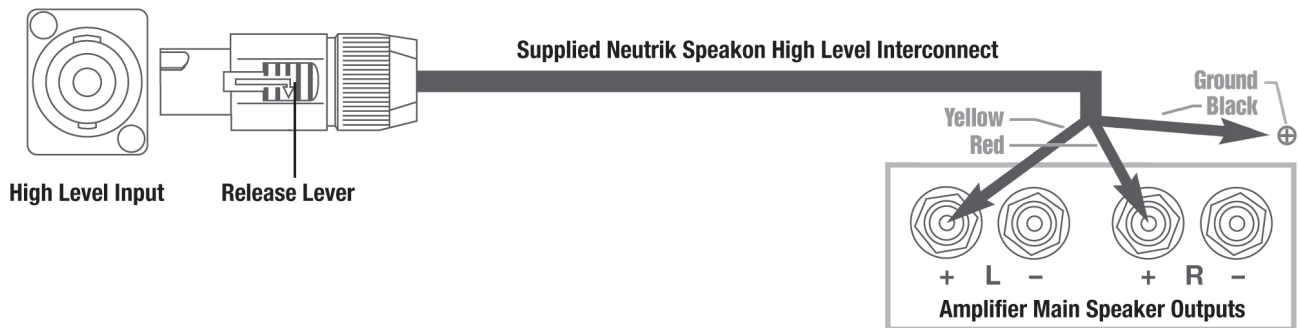 Supplied Neutrik Speakon High Level Interconnect
Ground
Black
Yellow
Red
High Level Input
Release Lever
+ L - + R -
Amplifier Main Speaker Outputs